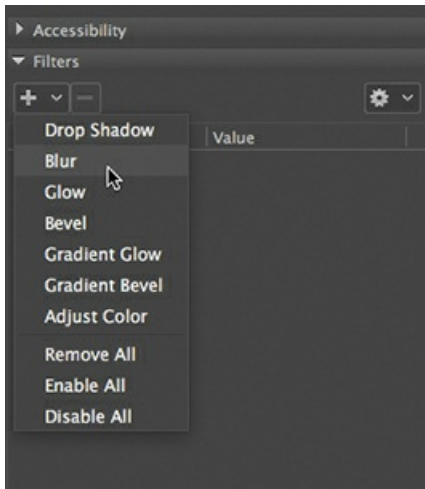 Accessibility
Filters
Value
Drop Shadow
Blur
Glow
Bevel
Gradient Glow
Gradient Bevel
Adjust Color
Remove All
Enable All
Disable All